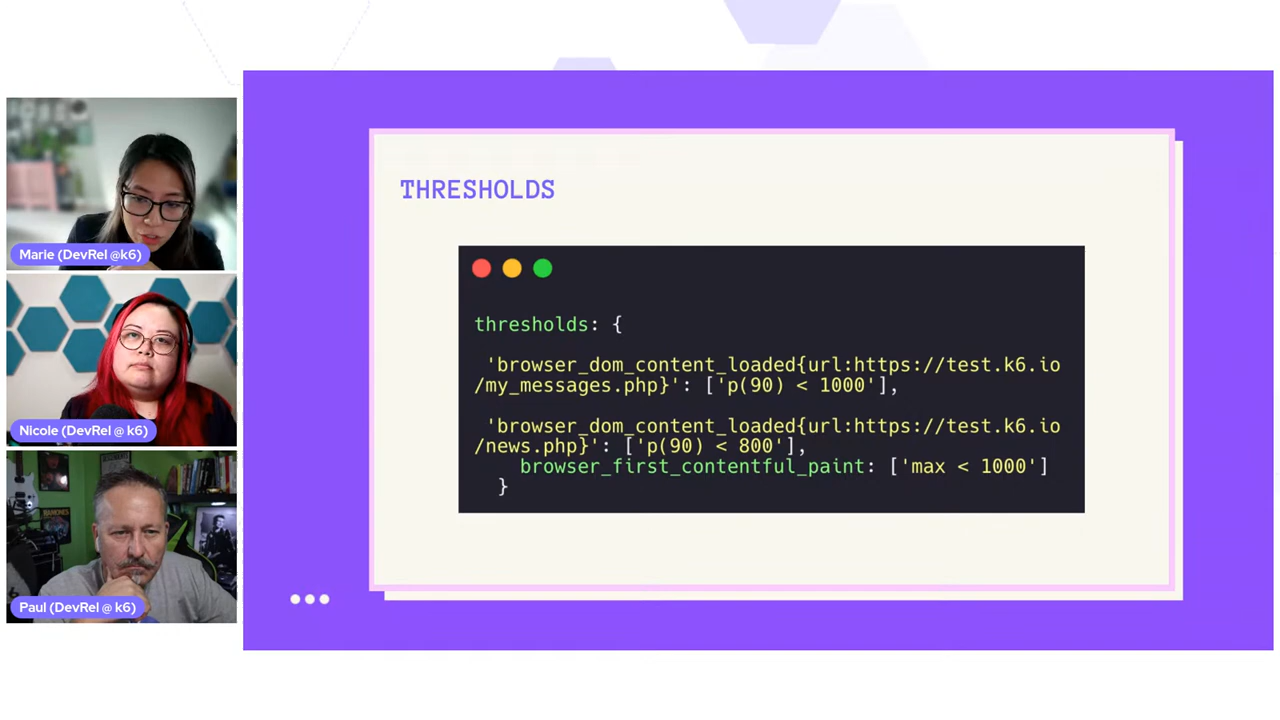 Marie (DevRel @k6)
Nicole (DevRel @ k6)
RAMONES
Paul (DevRel @ k6)
THRESHOLDS
thresholds: {
'browser_dom_content_loaded{url:https://test.k6.io
/my_messages.php}': ['p(90) < 1000'],
'browser_dom_content_loaded{url:https://test.k6.io
/news.php}': ['p(90) < 800'],
browser_first_contentful_paint: ['max < 1000']
}